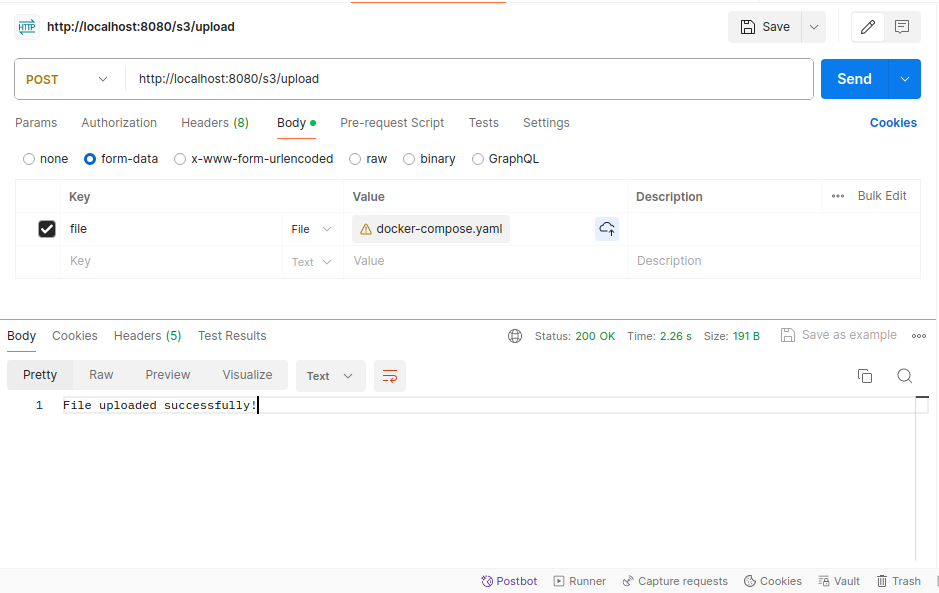 HTTP http://localhost:8080/s3/upload Save
POST http://localhost:8080/s3/upload Send
Params Authorization Headers (8) Body Pre-request Script Tests Settings Cookies
none form-data x-www-form-urlencoded raw binary GraphQL
Key Value Description Bulk Edit
file File docker-compose.yaml
Key Text Value Description
Body Cookies Headers (5) Test Results Status: 200 OK Time: 2.26 s Size: 191 B Save as example
Pretty Raw Preview Visualize Text
1 File uploaded successfully!
Postbot Runner Capture requests Cookies Vault Trash